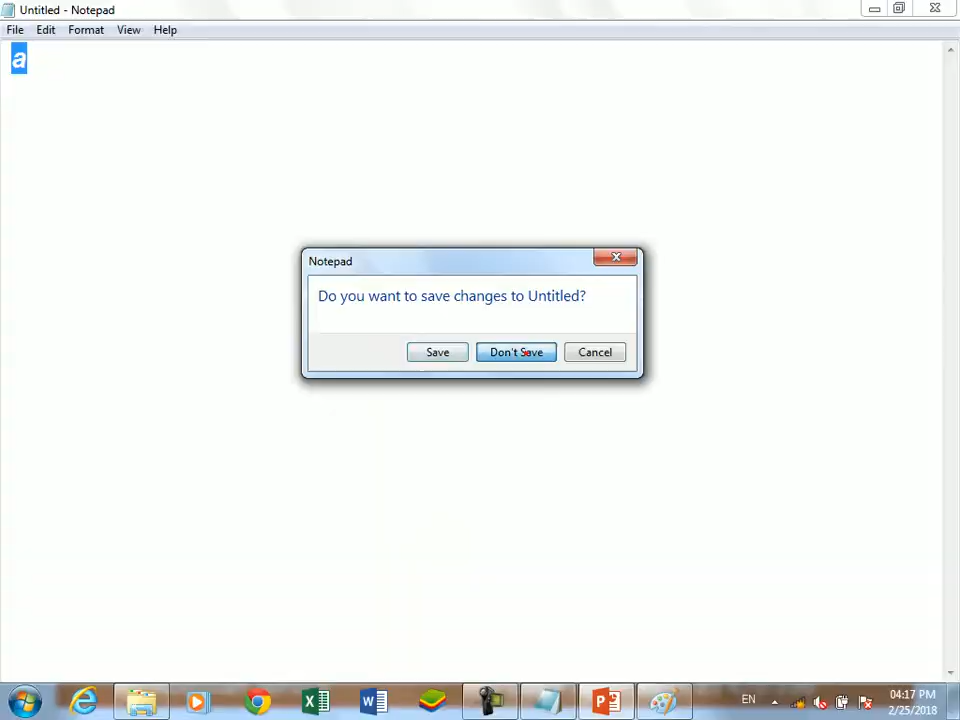 Untitled - Notepad
File Edit Format View Help
a
Notepad
Do you want to save changes to Untitled?
Save Don't Save Cancel
EN
04:17 PM
2/25/2018